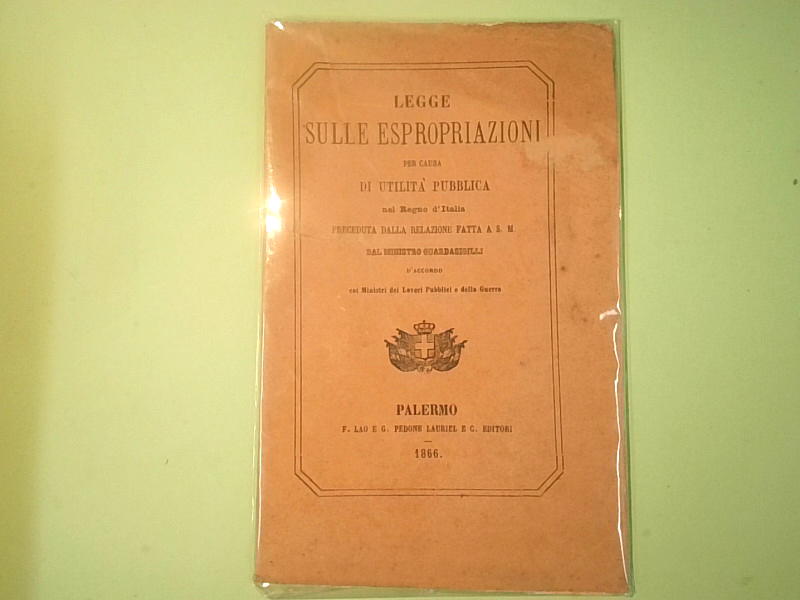 LEGGE
SULLE ESPROPRIAZIONI
PER CAUSA
DI UTILITÀ PUBBLICA
nel Regno d'Italia
PRECEDUTA DALLA RELAZIONE FATTA A S. M.
DAL MINISTRO GUARDASIGILLI
D'ACCORDO
coi Ministri dei Lavori Pubblici e della Guerra
PALERMO
F. LAO E G. PEDONE LAURIEL E C. EDITORI
1866.